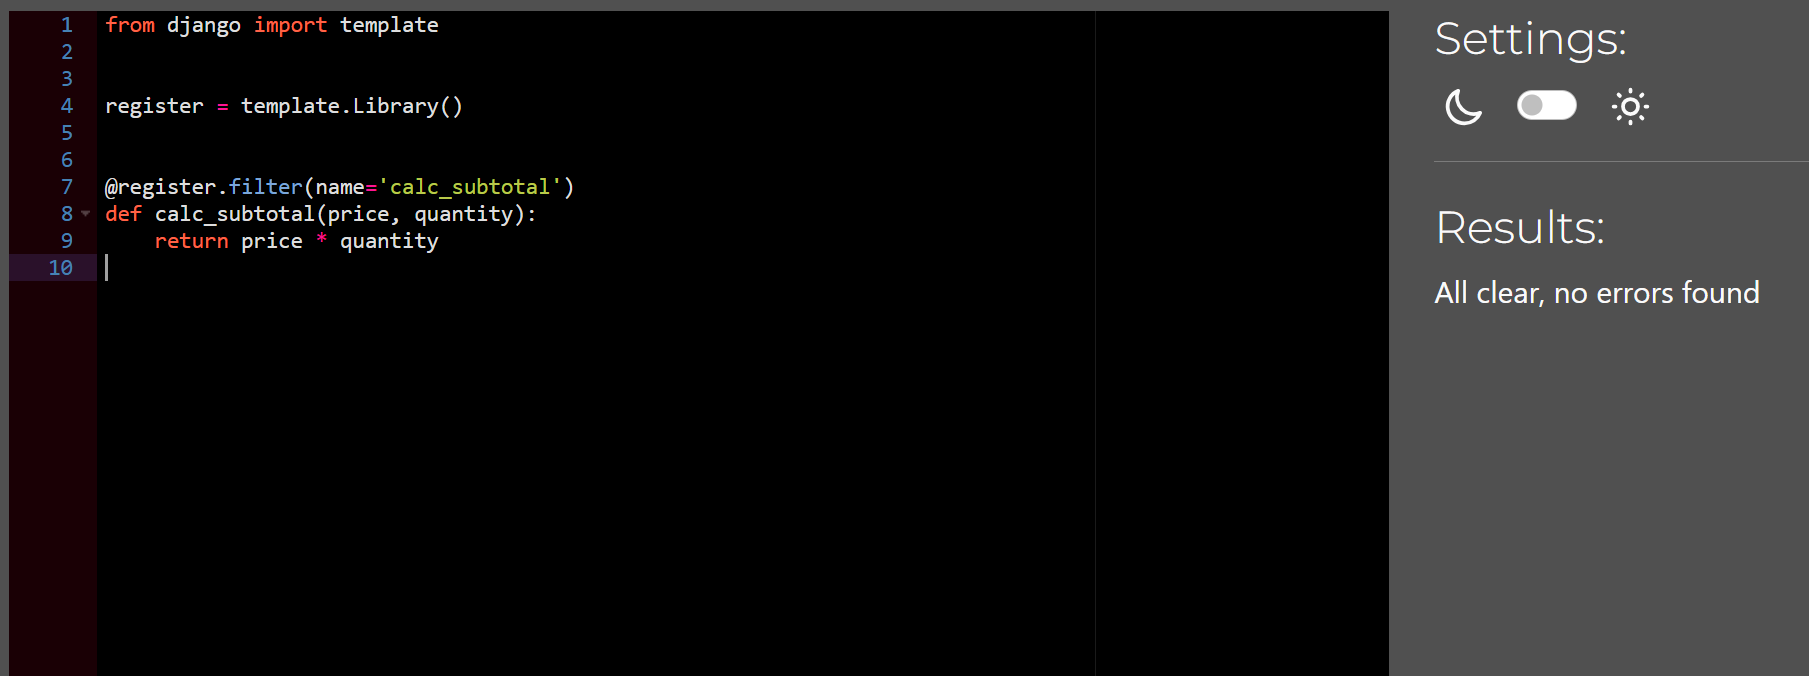 1 from django import template
2
3
4 register = template.Library()
5
6
7 @register.filter(name='calc_subtotal')
8 def calc_subtotal(price, quantity):
9     return price * quantity
10
Settings:
Results:
All clear, no errors found